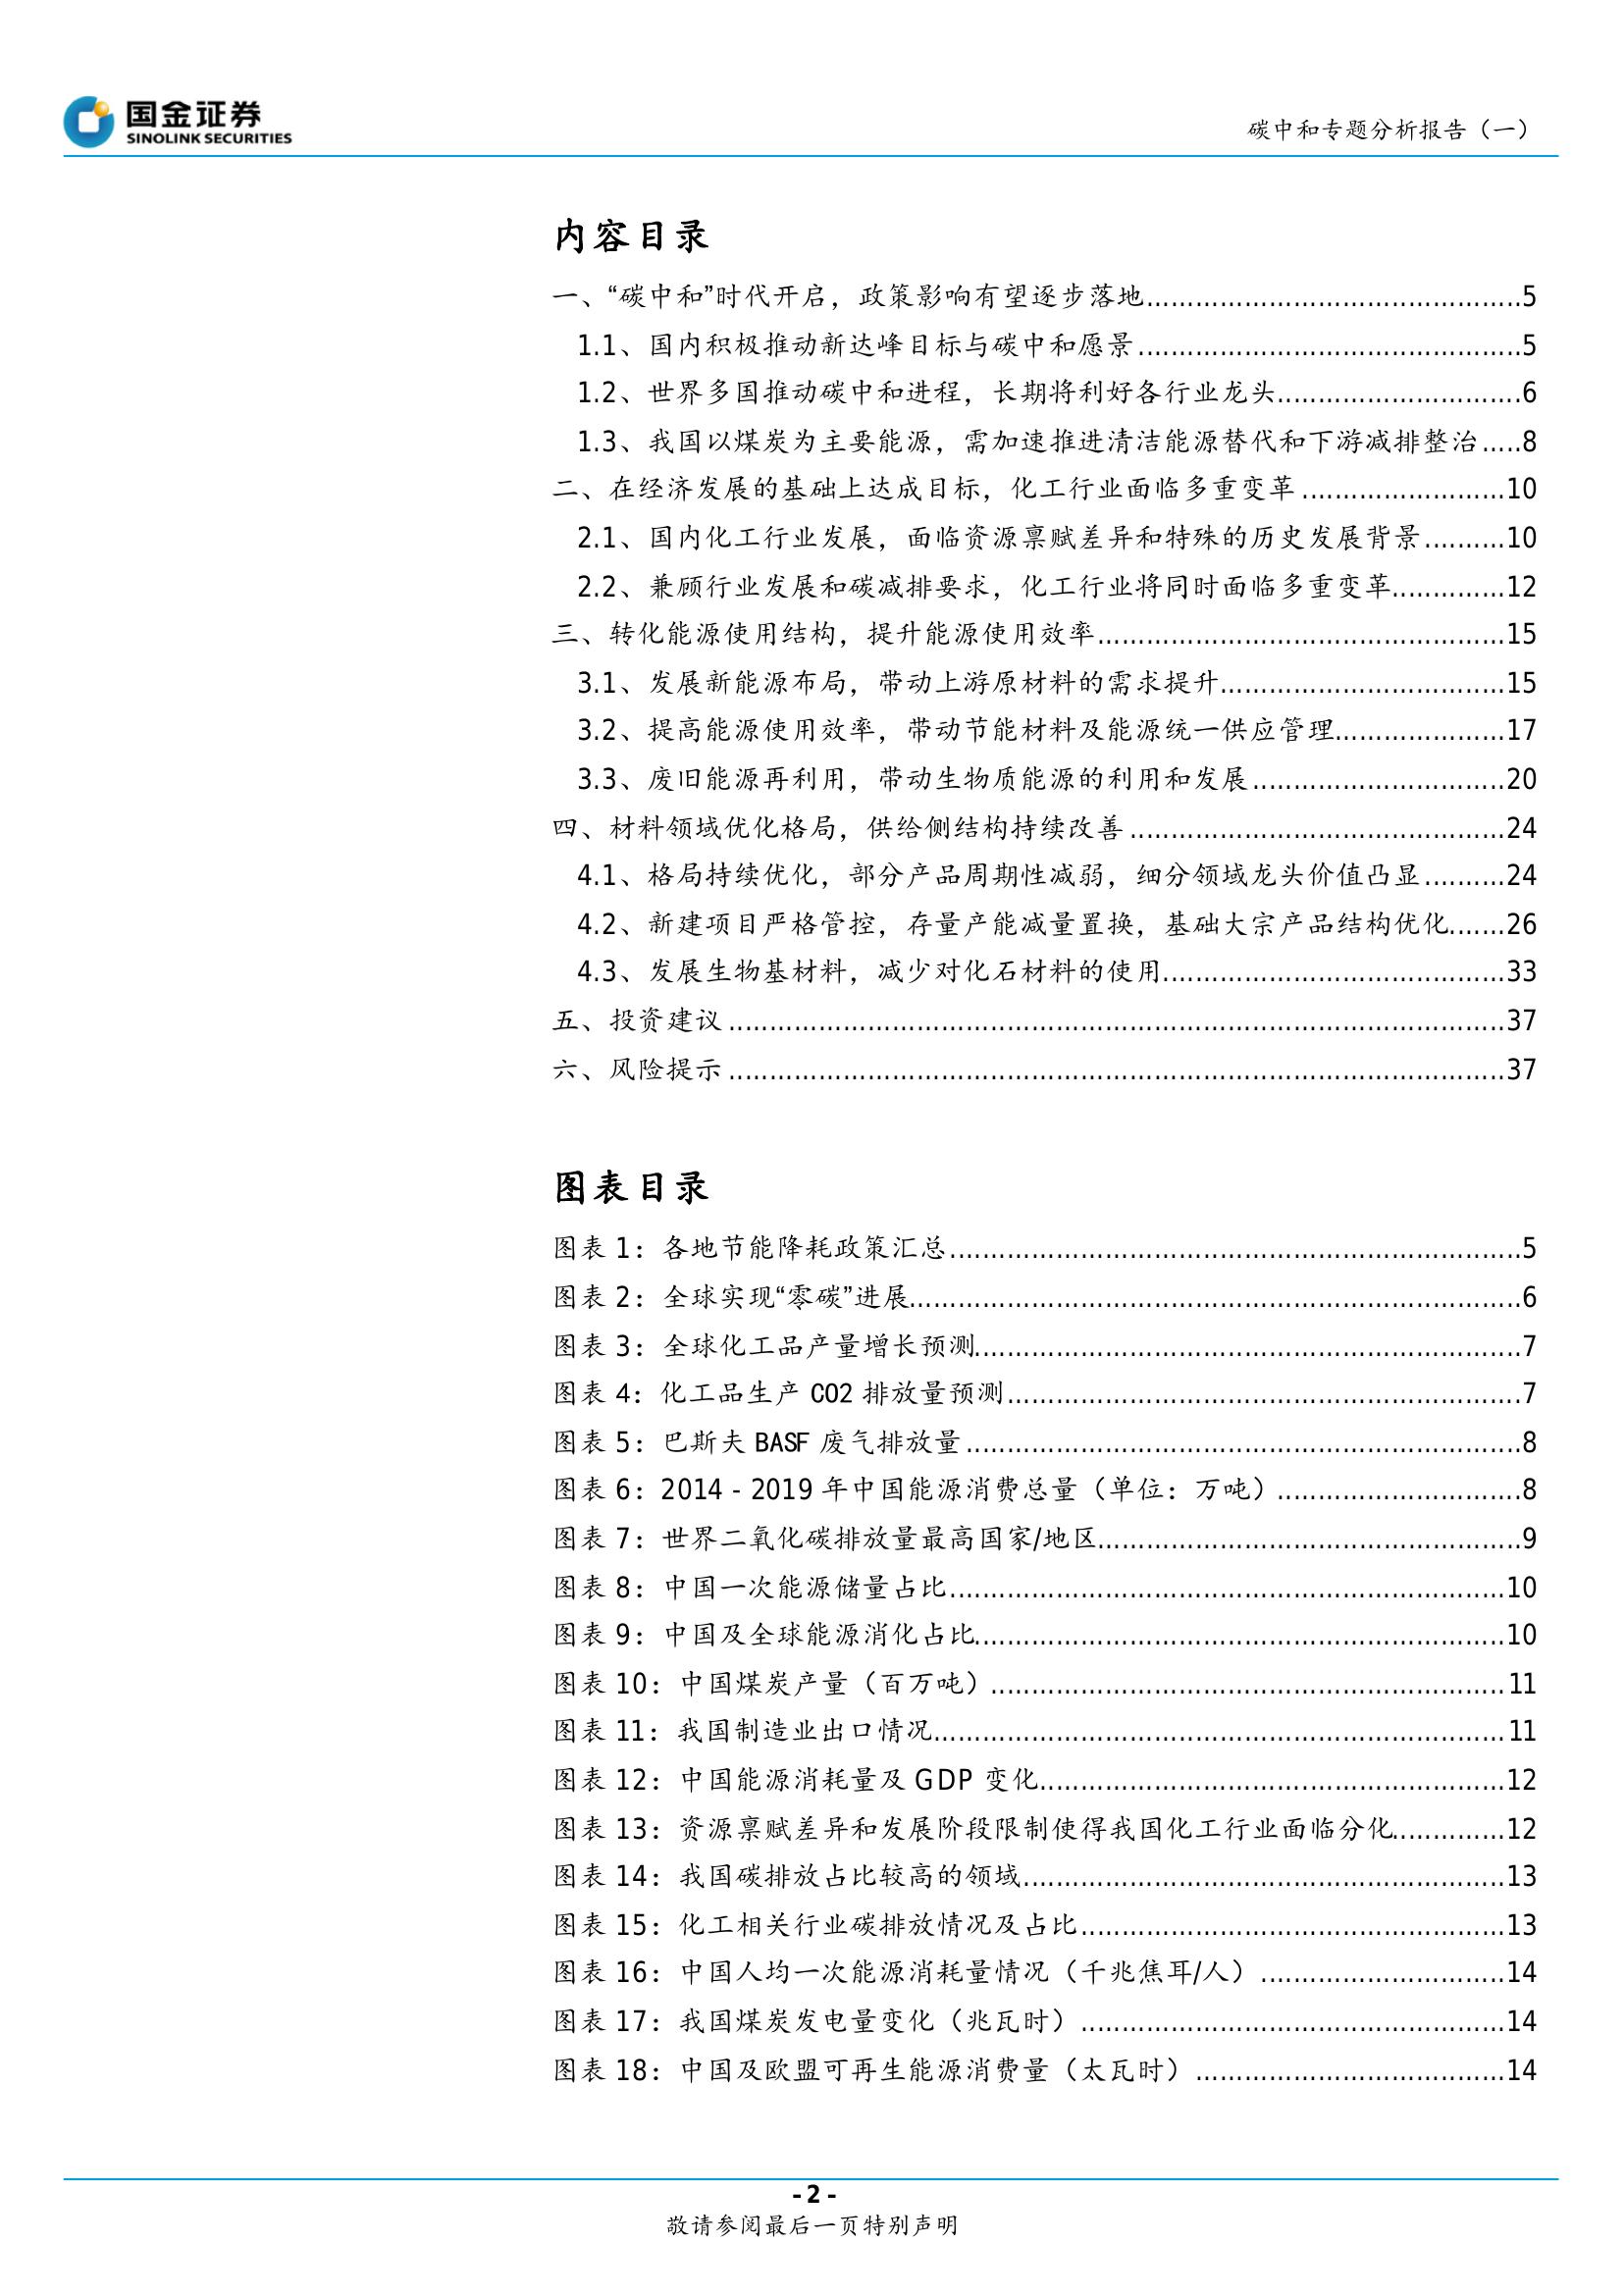 国金证券
SINOLINK SECURITIES
碳中和专题分析报告（一）
内容目录
一、“碳中和”时代开启，政策影响有望逐步落地..............................................5
1.1、国内积极推动新达峰目标与碳中和愿景...............................................5
1.2、世界多国推动碳中和进程，长期将利好各行业龙头..............................6
1.3、我国以煤炭为主要能源，需加速推进清洁能源替代和下游减排整治.....8
二、在经济发展的基础上达成目标，化工行业面临多重变革.........................10
2.1、国内化工行业发展，面临资源禀赋差异和特殊的历史发展背景..........10
2.2、兼顾行业发展和碳减排要求，化工行业将同时面临多重变革..............12
三、转化能源使用结构，提升能源使用效率..................................................15
3.1、发展新能源布局，带动上游原材料的需求提升...................................15
3.2、提高能源使用效率，带动节能材料及能源统一供应管理.....................17
3.3、废旧能源再利用，带动生物质能源的利用和发展...............................20
四、材料领域优化格局，供给侧结构持续改善..............................................24
4.1、格局持续优化，部分产品周期性减弱，细分领域龙头价值凸显..........24
4.2、新建项目严格管控，存量产能减量置换，基础大宗产品结构优化.......26
4.3、发展生物基材料，减少对化石材料的使用..........................................33
五、投资建议...............................................................................................37
六、风险提示...............................................................................................37
图表目录
图表 1：各地节能降耗政策汇总......................................................................5
图表 2：全球实现“零碳”进展...........................................................................6
图表 3：全球化工品产量增长预测...................................................................7
图表 4：化工品生产 CO2 排放量预测...............................................................7
图表 5：巴斯夫 BASF 废气排放量....................................................................8
图表 6：2014 - 2019 年中国能源消费总量（单位：万吨）..............................8
图表 7：世界二氧化碳排放量最高国家/地区....................................................9
图表 8：中国一次能源储量占比....................................................................10
图表 9：中国及全球能源消化占比.................................................................10
图表 10：中国煤炭产量（百万吨）...............................................................11
图表 11：我国制造业出口情况......................................................................11
图表 12：中国能源消耗量及 GDP 变化.........................................................12
图表 13：资源禀赋差异和发展阶段限制使得我国化工行业面临分化..............12
图表 14：我国碳排放占比较高的领域...........................................................13
图表 15：化工相关行业碳排放情况及占比....................................................13
图表 16：中国人均一次能源消耗量情况（千兆焦耳/人）..............................14
图表 17：我国煤炭发电量变化（兆瓦时）....................................................14
图表 18：中国及欧盟可再生能源消费量（太瓦时）......................................14
- 2 -
敬请参阅最后一页特别声明